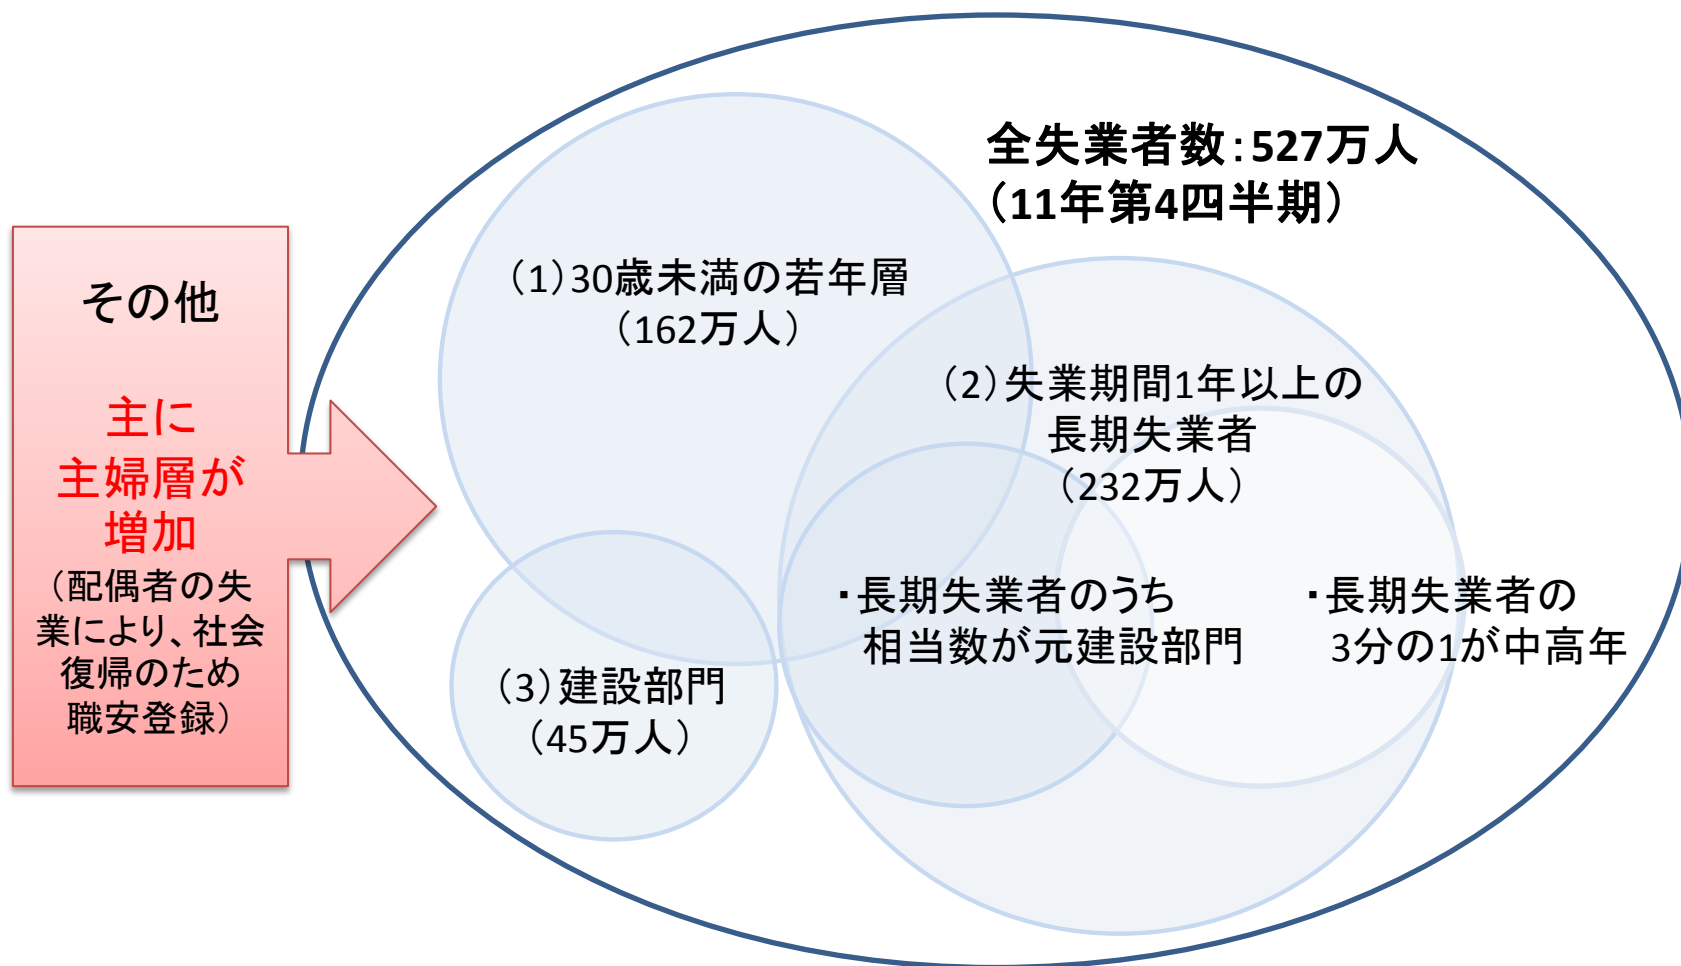 全失業者数:527万人
(11年第4四半期)
(1)30歳未満の若年層
(162万人)
(2)失業期間1年以上の
長期失業者
(232万人)
・長期失業者のうち
相当数が元建設部門
・長期失業者の
3分の1が中高年
(3)建設部門
(45万人)
その他
主に
主婦層が
増加
(配偶者の失
業により、社会
復帰のため
職安登録)